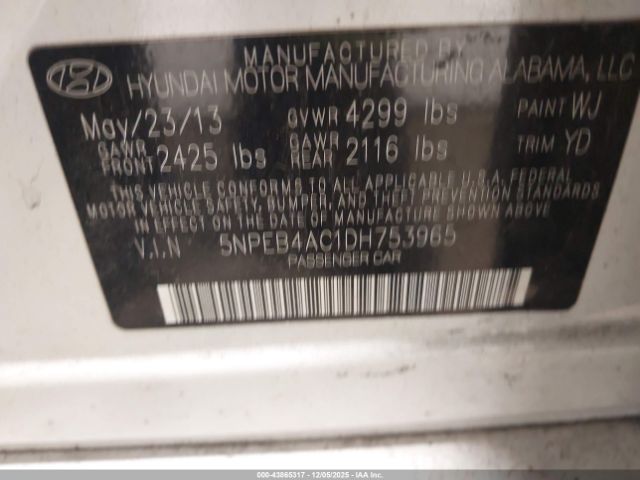 MANUFACTURED BY
HYUNDAI MOTOR MANUFACTURING ALABAMA, LLC
May/23/13 GVWR 4299 lbs PAINT WJ
GAWR FRONT 2425 lbs GAWR REAR 2116 lbs TRIM YD
THIS VEHICLE CONFORMS TO ALL APPLICABLE U.S.A. FEDERAL
MOTOR VEHICLE SAFETY, BUMPER, AND THEFT PREVENTION STANDARDS
IN EFFECT ON THE DATE OF MANUFACTURE SHOWN ABOVE.
V.I.N 5NPEB4AC1DH753965
PASSENGER CAR
000-43865317 - 12/05/2025 - IAA, Inc.